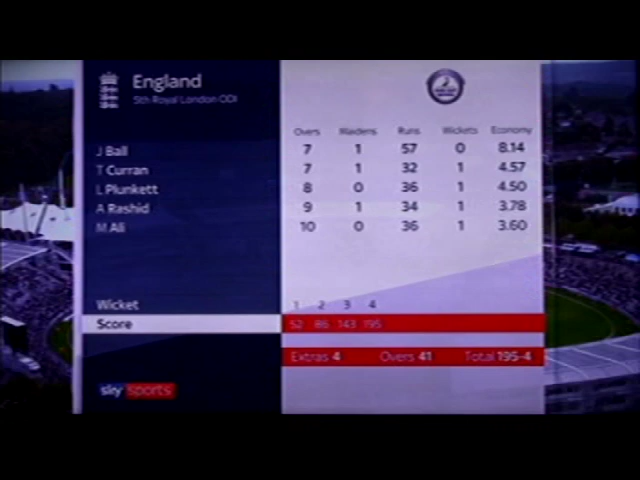 England
5th Royal London ODI
Overs Maidens Runs Wickets Economy
J Ball 7 1 57 0 8.14
T Curran 7 1 32 1 4.57
L Plunkett 8 0 36 1 4.50
A Rashid 9 1 34 1 3.78
M Ali 10 0 36 1 3.60
Wicket 1 2 3 4
Score 52 86 143 195
Extras 4 Overs 41 Total 195-4
sky sports